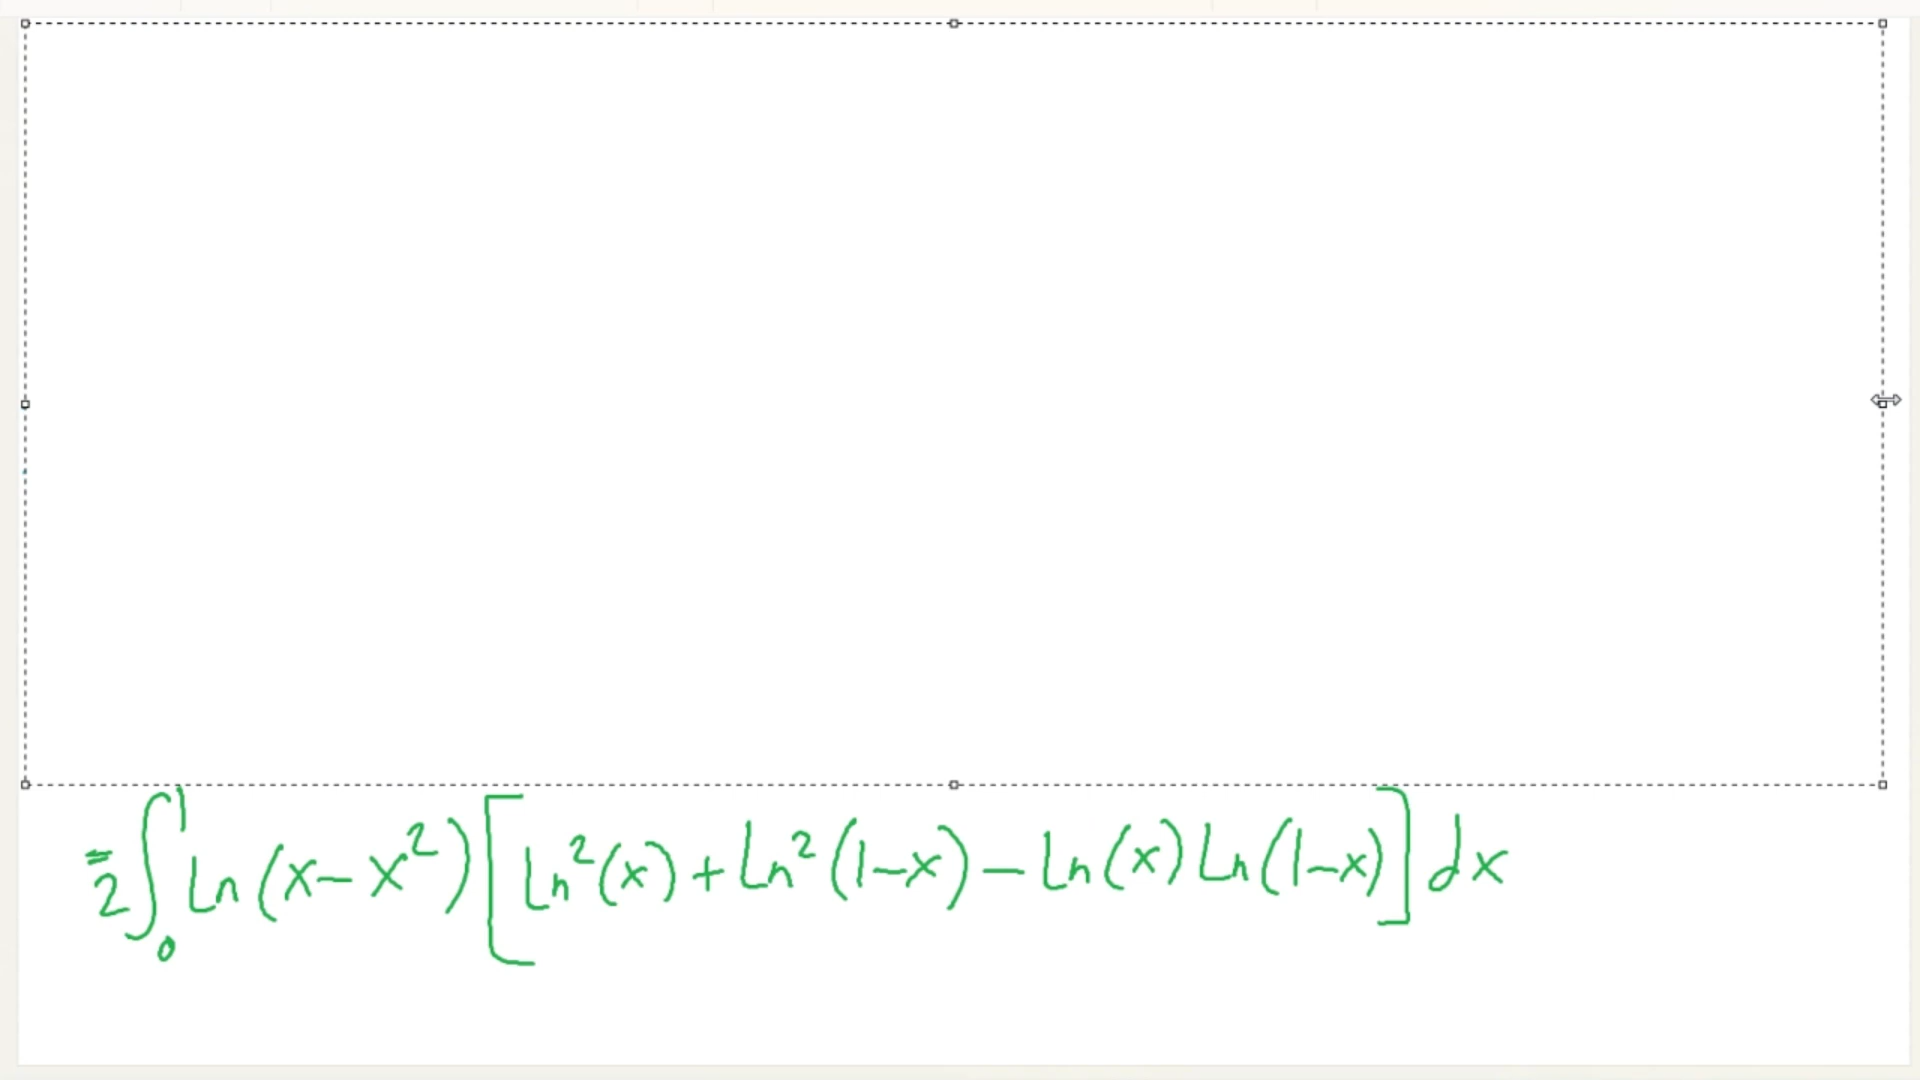 = 2∫₀¹ Ln(x-x²)[Ln²(x)+Ln²(1-x)-Ln(x)Ln(1-x)]dx